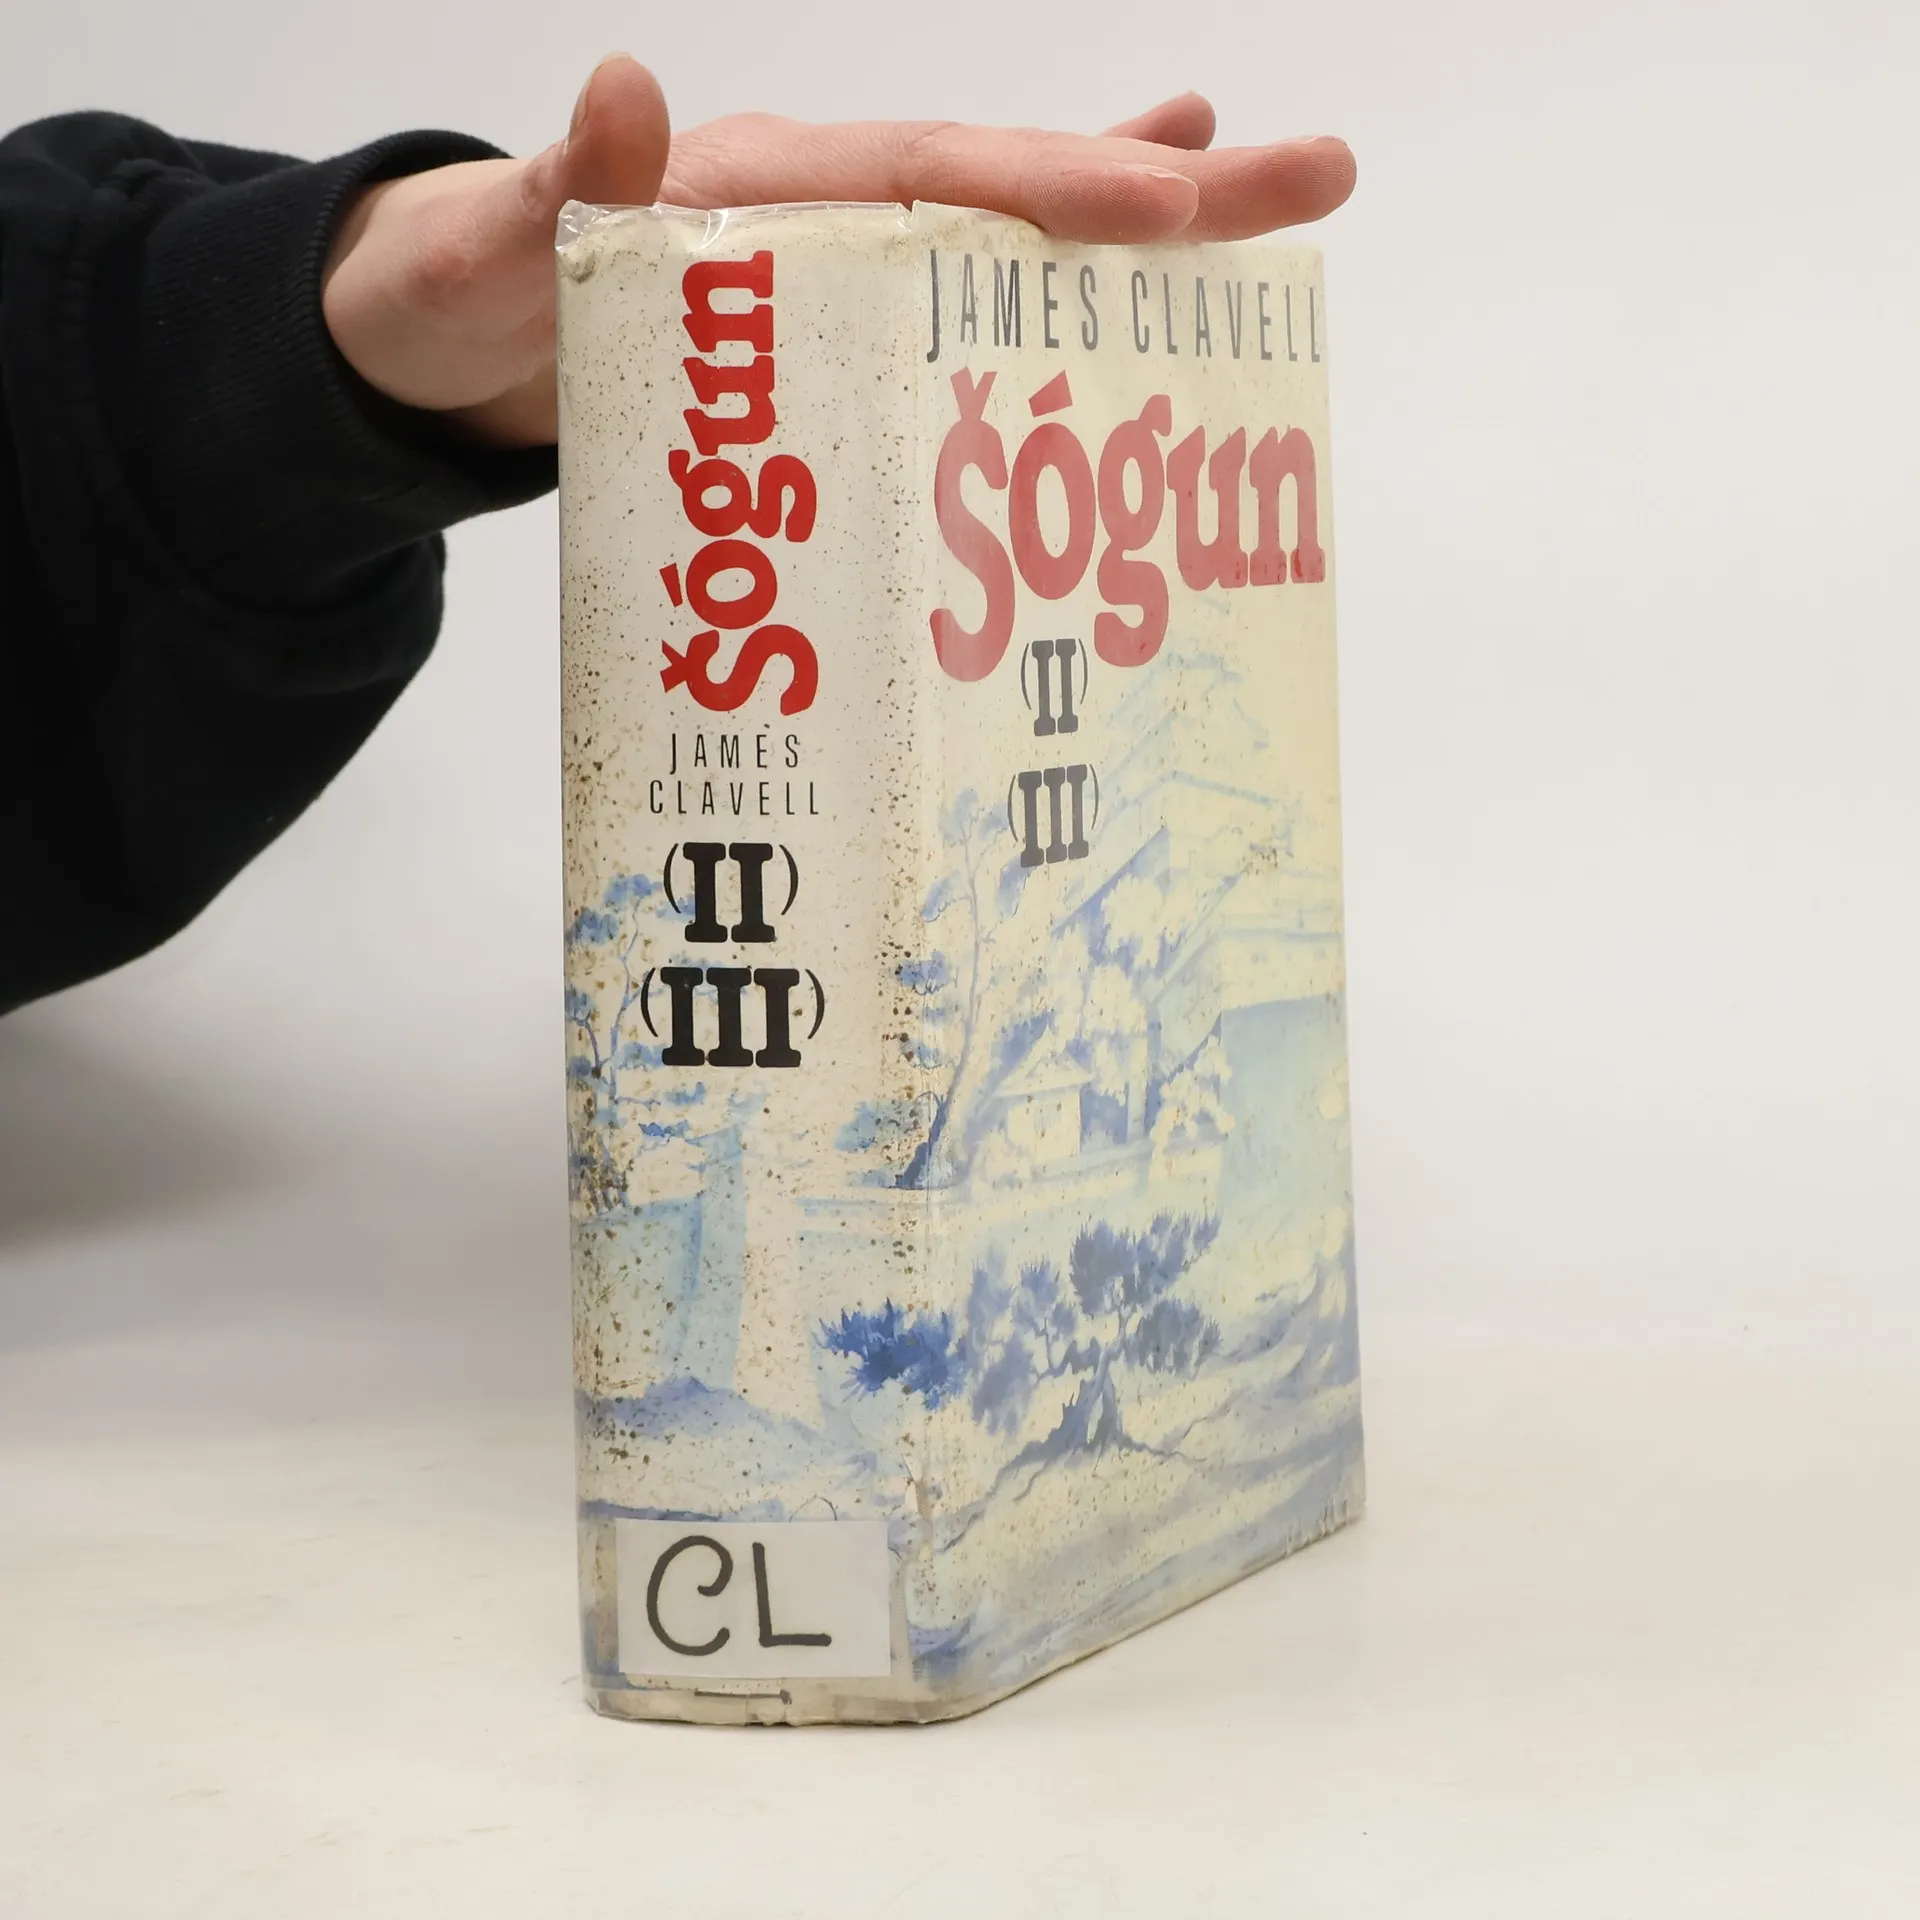 Šógun
JAMES
CLAVELL
(II)
(III)
CL
JAMES CLAVELL
Šógun
(II)
(III)